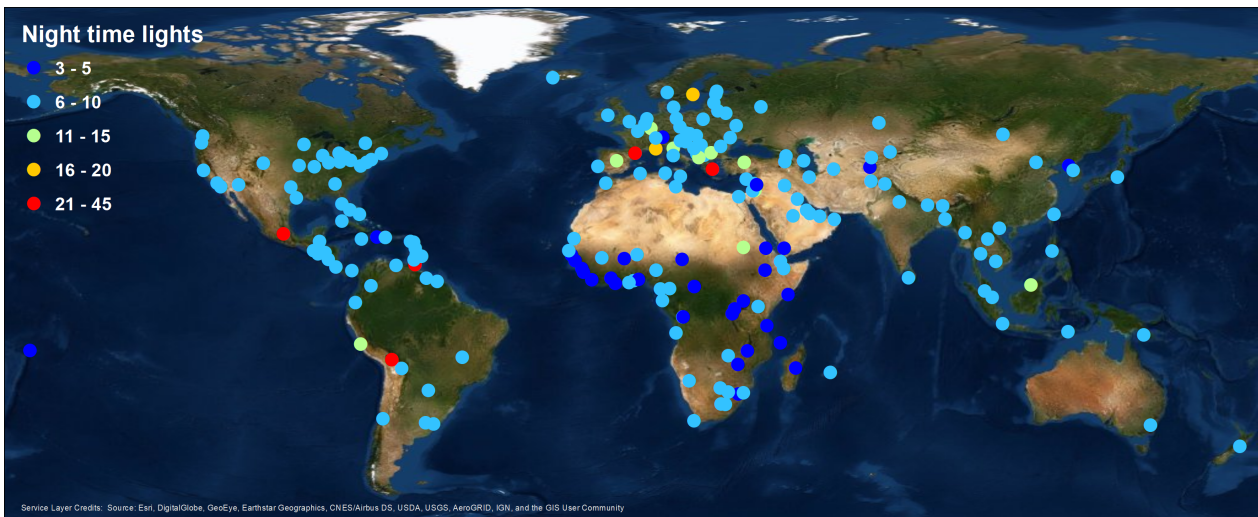 Night time lights
3 - 5
6 - 10
11 - 15
16 - 20
21 - 45
Service Layer Credits: Source: Esri, DigitalGlobe, GeoEye, Earthstar Geographics, CNES/Airbus DS, USDA, USGS, AeroGRID, IGN, and the GIS User Community